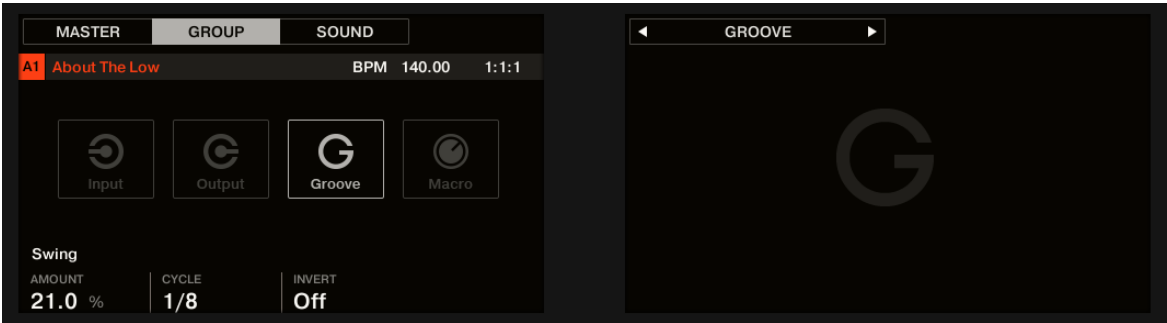 MASTER GROUP SOUND
A1 About The Low BPM 140.00 1:1:1
Input Output Groove Macro
Swing
AMOUNT CYCLE INVERT
21.0 % 1/8 Off
GROOVE